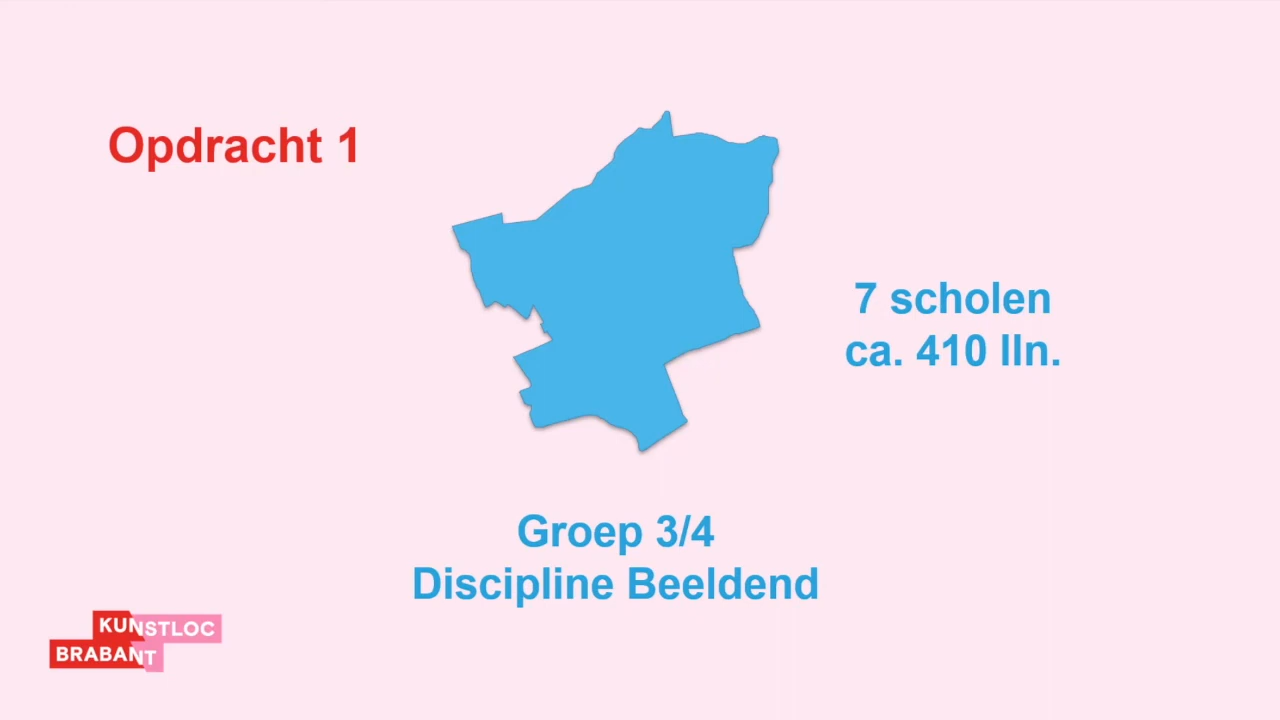 Opdracht 1
7 scholen
ca. 410 lln.
Groep 3/4
Discipline Beeldend
KUNSTLOC
BRABANT